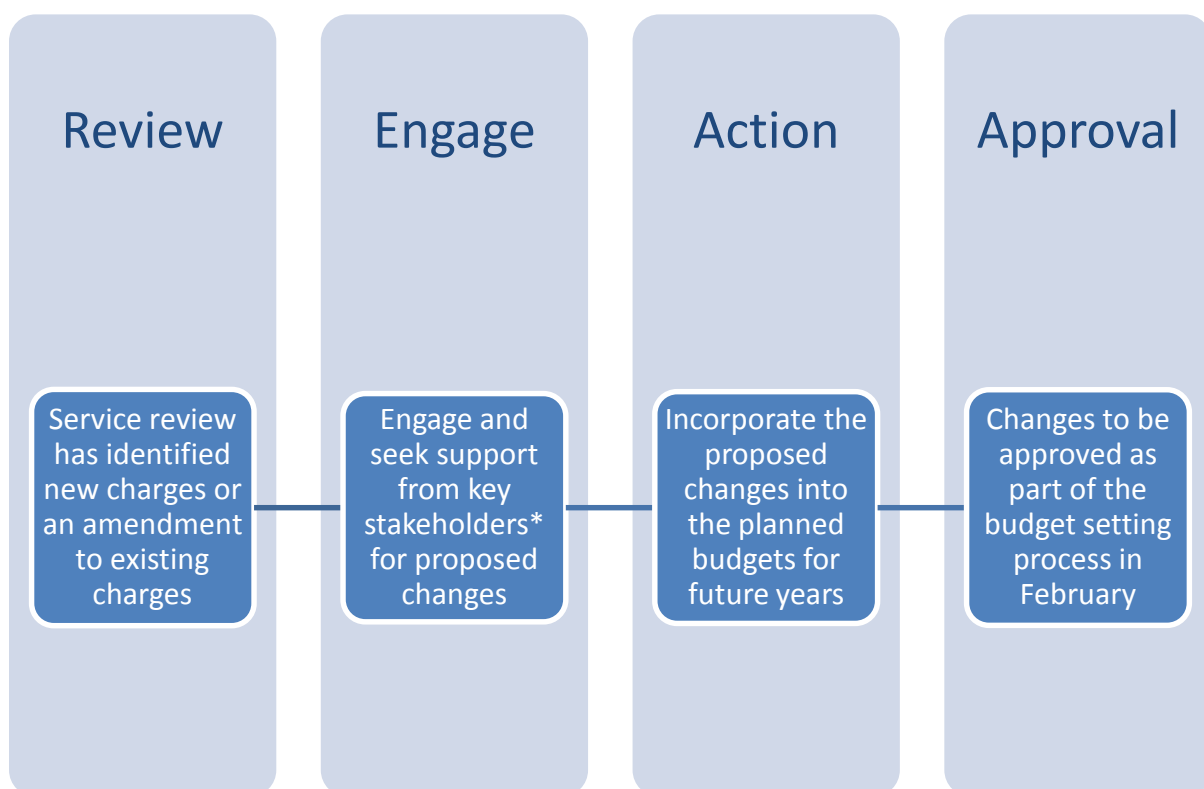 Review
Service review
has identified
new charges or
an amendment
to existing
charges
Engage
Engage and
seek support
from key
stakeholders*
for proposed
changes
Action
Incorporate the
proposed
changes into
the planned
budgets for
future years
Approval
Changes to be
approved as
part of the
budget setting
process in
February